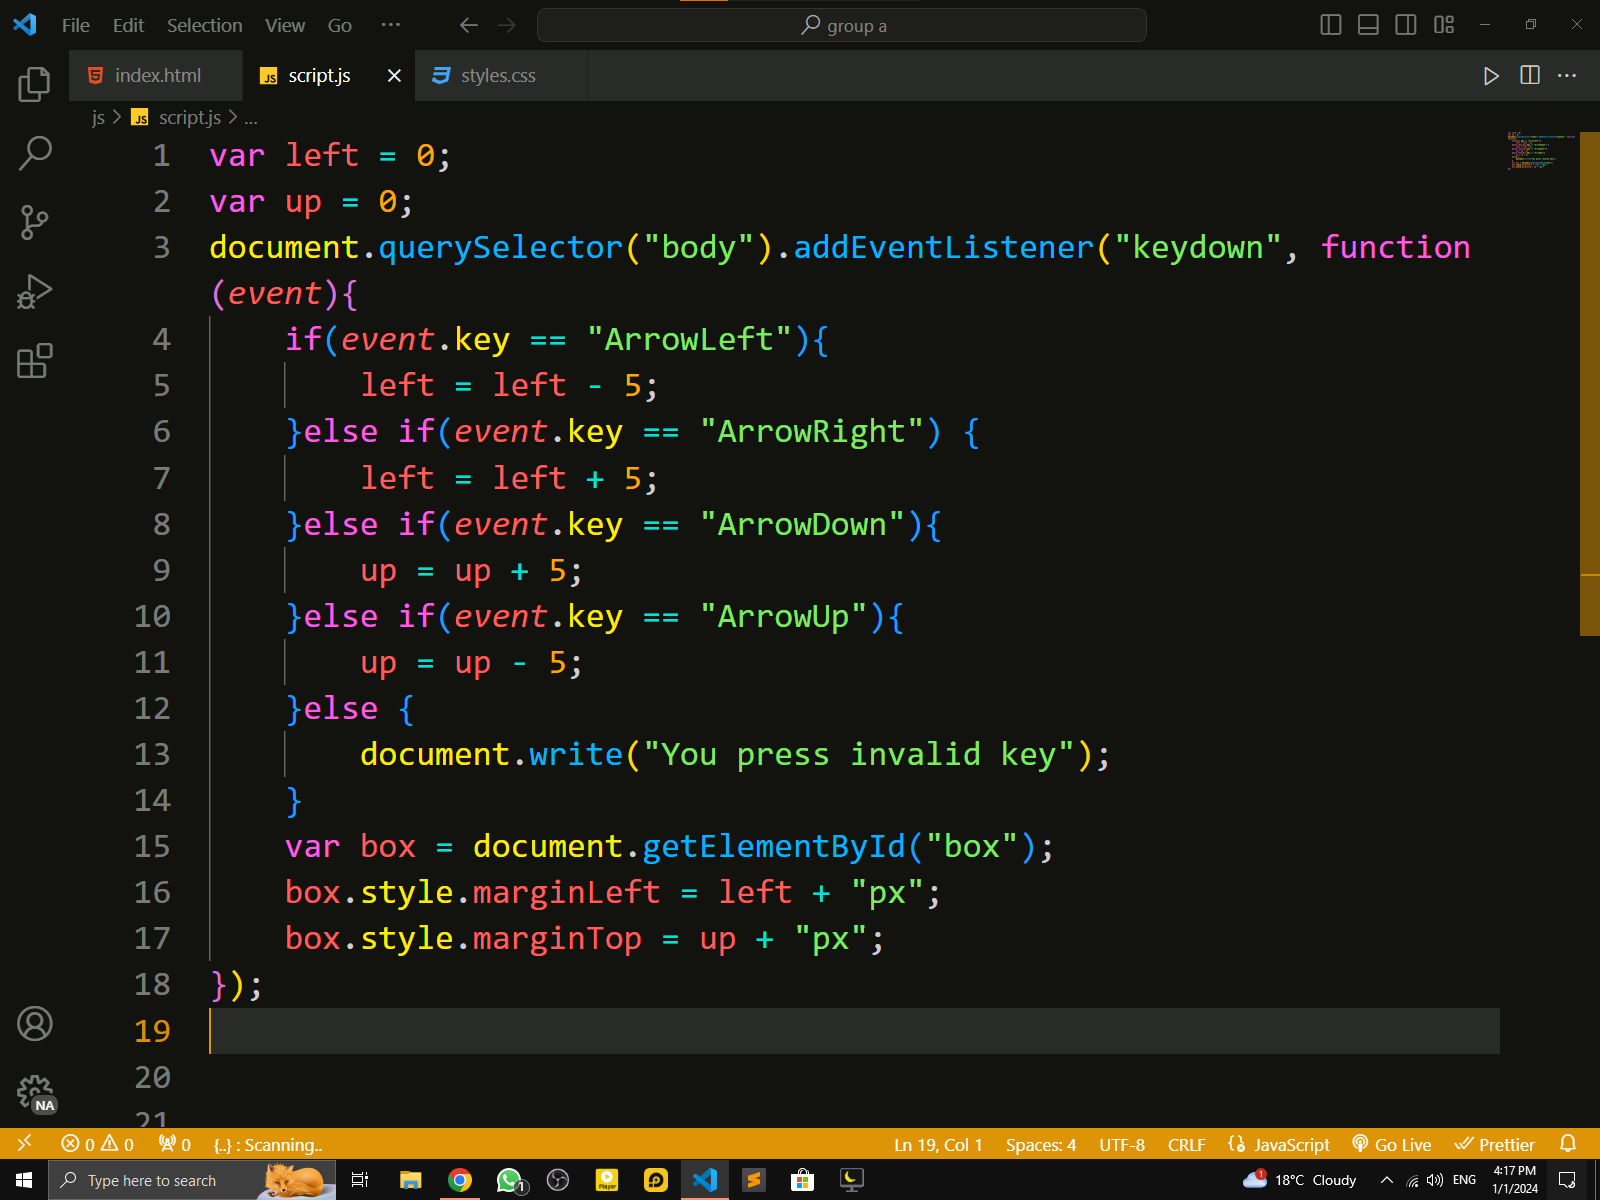 File Edit Selection View Go ···
group a
index.html
script.js
styles.css
js > script.js > ...
1 var left = 0;
2 var up = 0;
3 document.querySelector("body").addEventListener("keydown", function
(event){
4 if(event.key == "ArrowLeft"){
5 left = left - 5;
6 }else if(event.key == "ArrowRight") {
7 left = left + 5;
8 }else if(event.key == "ArrowDown"){
9 up = up + 5;
10 }else if(event.key == "ArrowUp"){
11 up = up - 5;
12 }else {
13 document.write("You press invalid key");
14 }
15 var box = document.getElementById("box");
16 box.style.marginLeft = left + "px";
17 box.style.marginTop = up + "px";
18 });
19
20
21
NA
0 0 0 {..} : Scanning.. Ln 19, Col 1 Spaces: 4 UTF-8 CRLF JavaScript Go Live Prettier
Type here to search
1
Player
1 18°C Cloudy ENG
4:17 PM
1/1/2024